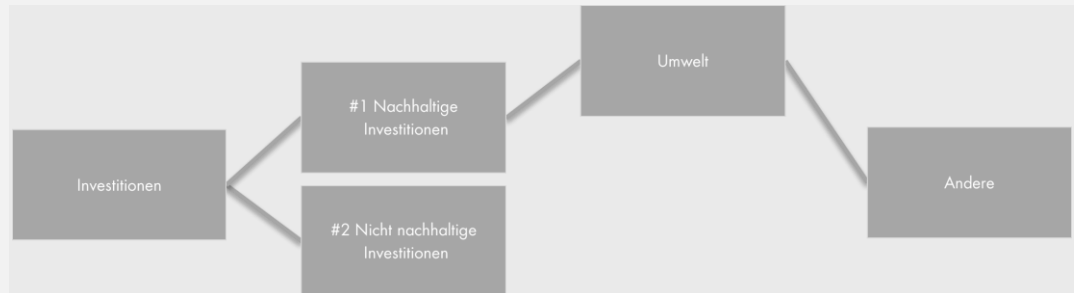 Umwelt
#1 Nachhaltige
Investitionen
Investitionen
Andere
#2 Nicht nachhaltige
Investitionen